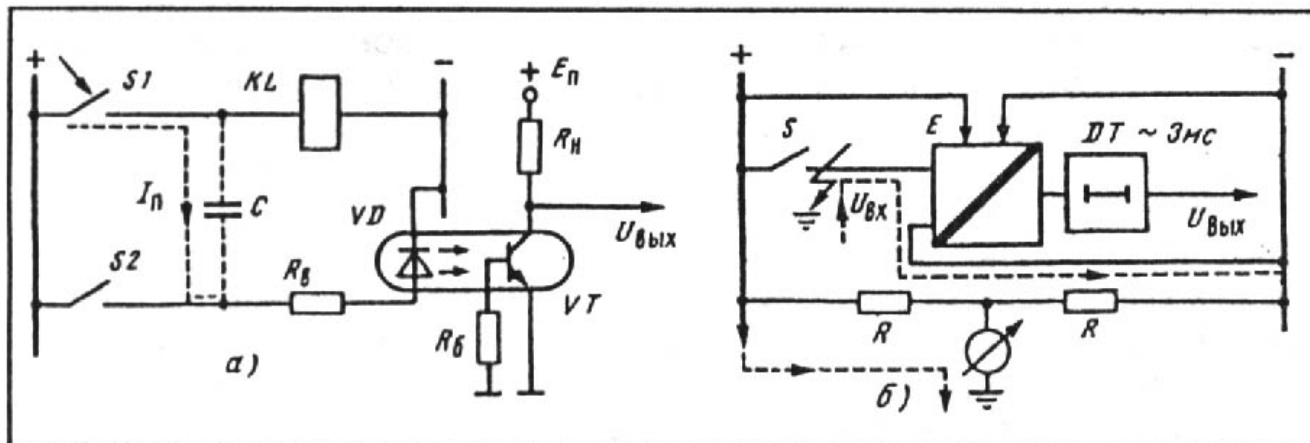 +
S1
KL
-
+ Eп
Rн
Iп
C
VD
Uвых
S2
Rв
VT
Rб
а)
+
-
S
E
DT ~ 3мс
Uвх
Uвых
R
R
б)